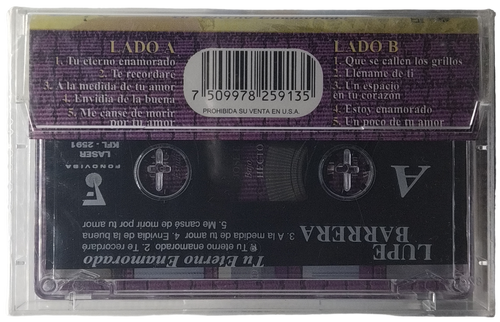 LADO A
1. Tu eterno enamorado
2. Te recordare
3. A la medida de tu amor
4. Envidia de la buena
5. Me canse de morir
por tu amor
7 509978 259135
PROHIBIDA SU VENTA EN U.S.A.
LADO B
1. Que se callen los grillos
2. Llename de ti
3. Un espacio
en tu corazon
4. Estoy enamorado
5. Un poco de tu amor
A
LUPE
BARRERA
Tu Eterno Enamorado
1. Tu eterno enamorado 2. Te recordaré
3. A la medida de tu amor 4. Envidia de la buena
5. Me cansé de morir por tu amor
FONOVISA
LASER
KFL - 2591